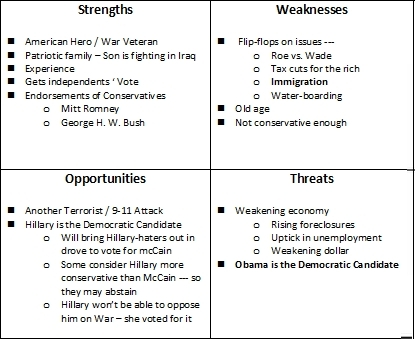 Strengths
■ American Hero / War Veteran
■ Patriotic family – Son is fighting in Iraq
■ Experience
■ Gets independents ‘ Vote
■ Endorsements of Conservatives
o Mitt Romney
o George H. W. Bush
Weaknesses
■ Flip-flops on issues ---
o Roe vs. Wade
o Tax cuts for the rich
o Immigration
o Water-boarding
■ Old age
■ Not conservative enough
Opportunities
■ Another Terrorist / 9-11 Attack
■ Hillary is the Democratic Candidate
o Will bring Hillary-haters out in
drove to vote for mcCain
o Some consider Hillary more
conservative than McCain --- so
they may abstain
o Hillary won’t be able to oppose
him on War – she voted for it
Threats
■ Weakening economy
o Rising foreclosures
o Uptick in unemployment
o Weakening dollar
■ Obama is the Democratic Candidate